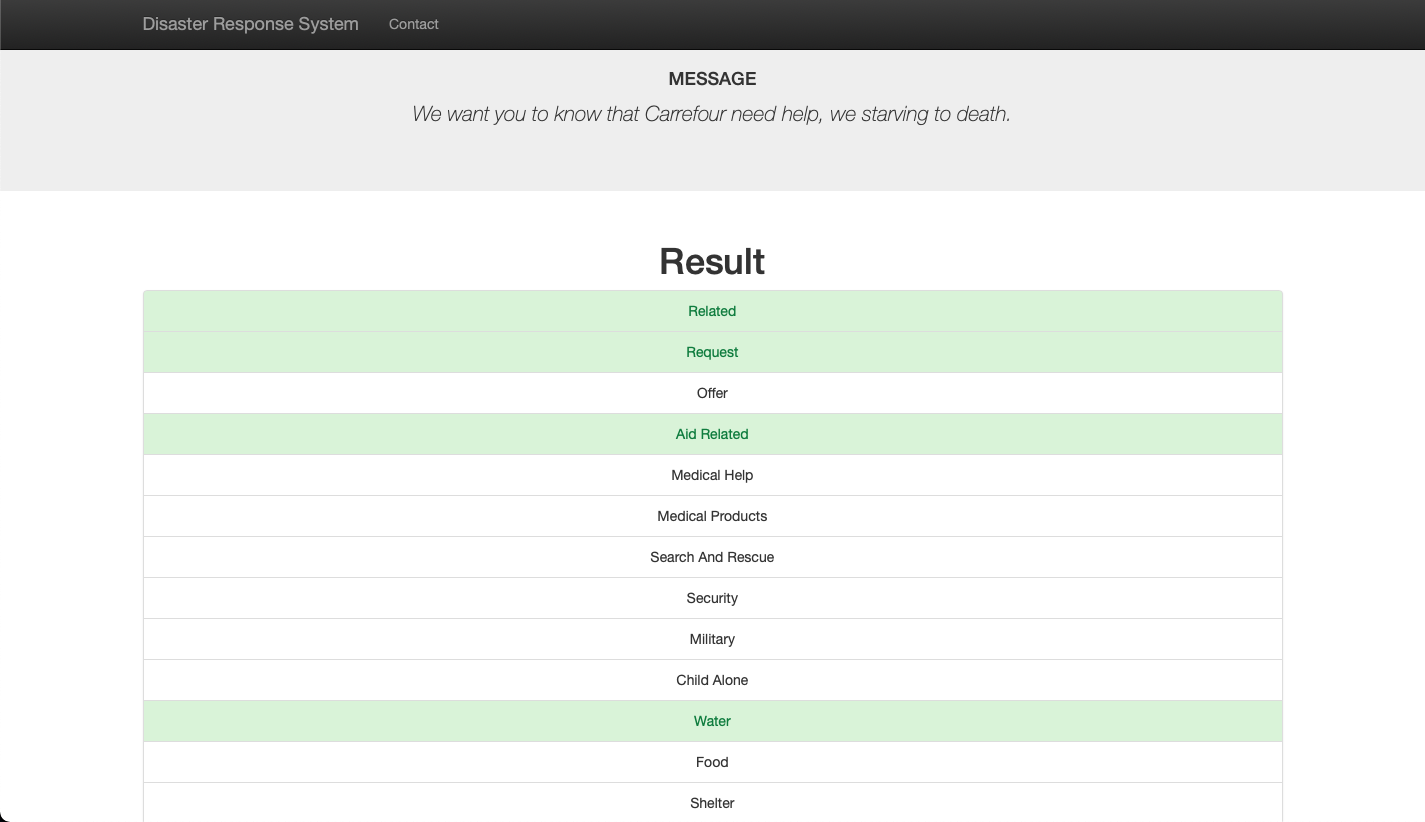 Disaster Response System Contact
MESSAGE
We want you to know that Carrefour need help, we starving to death.
Result
Related
Request
Offer
Aid Related
Medical Help
Medical Products
Search And Rescue
Security
Military
Child Alone
Water
Food
Shelter